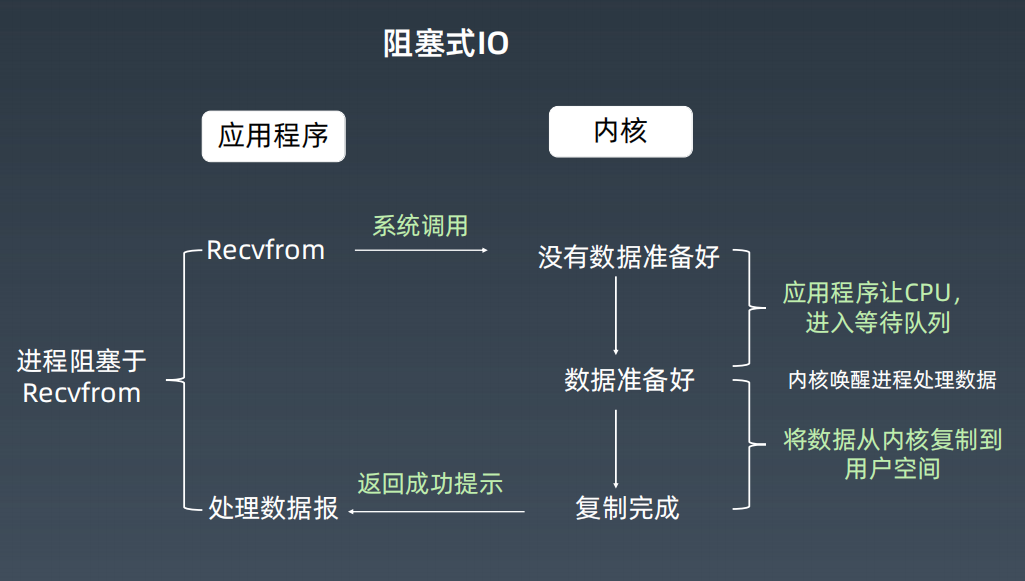 阻塞式IO
应用程序
内核
系统调用
Recvfrom
没有数据准备好
应用程序让CPU，
进入等待队列
进程阻塞于
Recvfrom
数据准备好
内核唤醒进程处理数据
将数据从内核复制到
用户空间
返回成功提示
处理数据报
复制完成